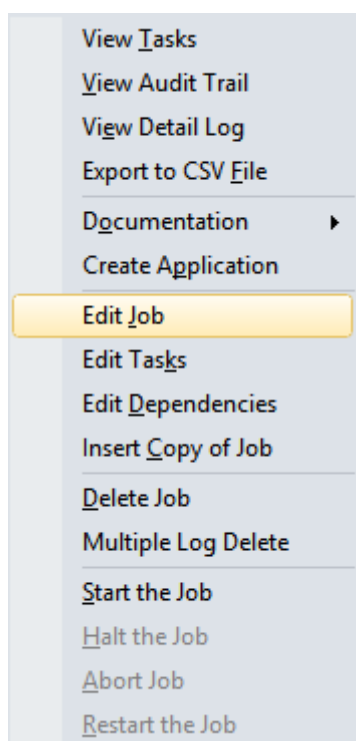 View Tasks
View Audit Trail
View Detail Log
Export to CSV File
Documentation
Create Application
Edit Job
Edit Tasks
Edit Dependencies
Insert Copy of Job
Delete Job
Multiple Log Delete
Start the Job
Halt the Job
Abort Job
Restart the Job